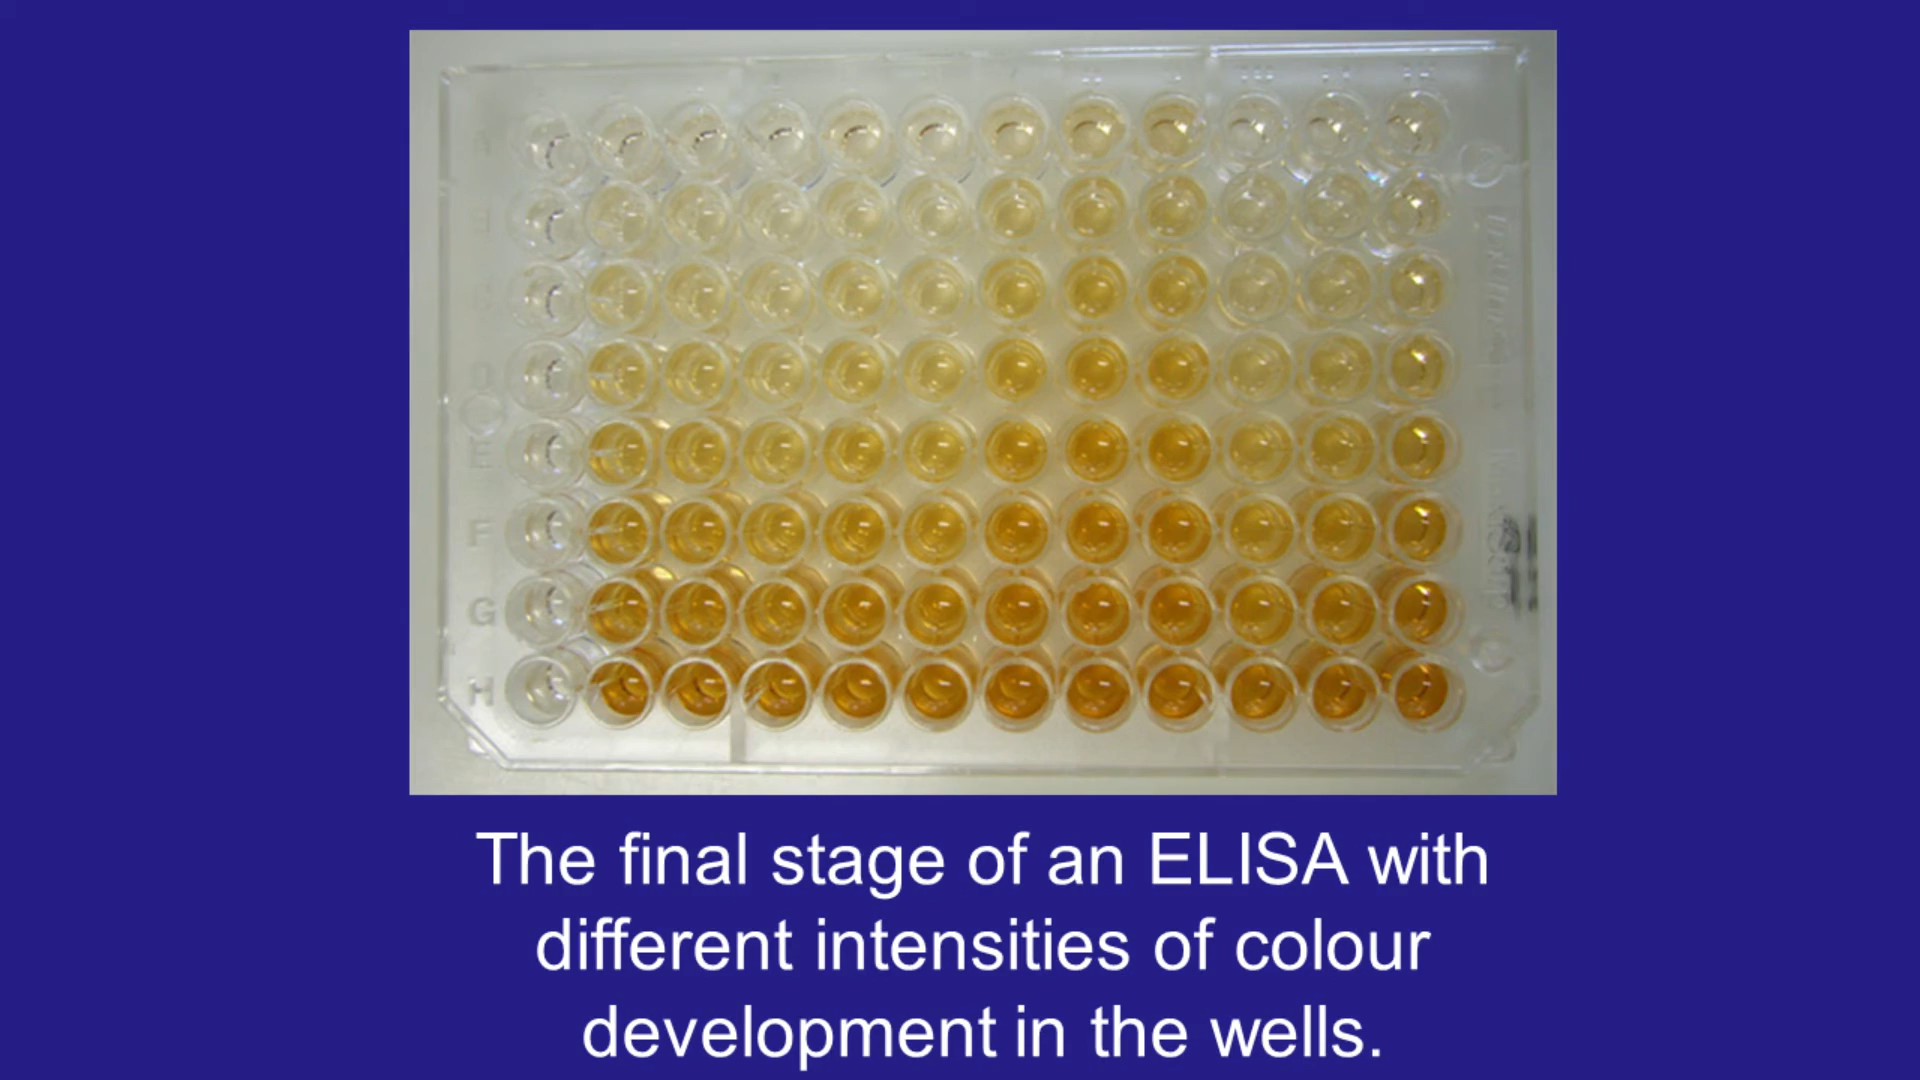 The final stage of an ELISA with
different intensities of colour
development in the wells.
D
E
F
G
H